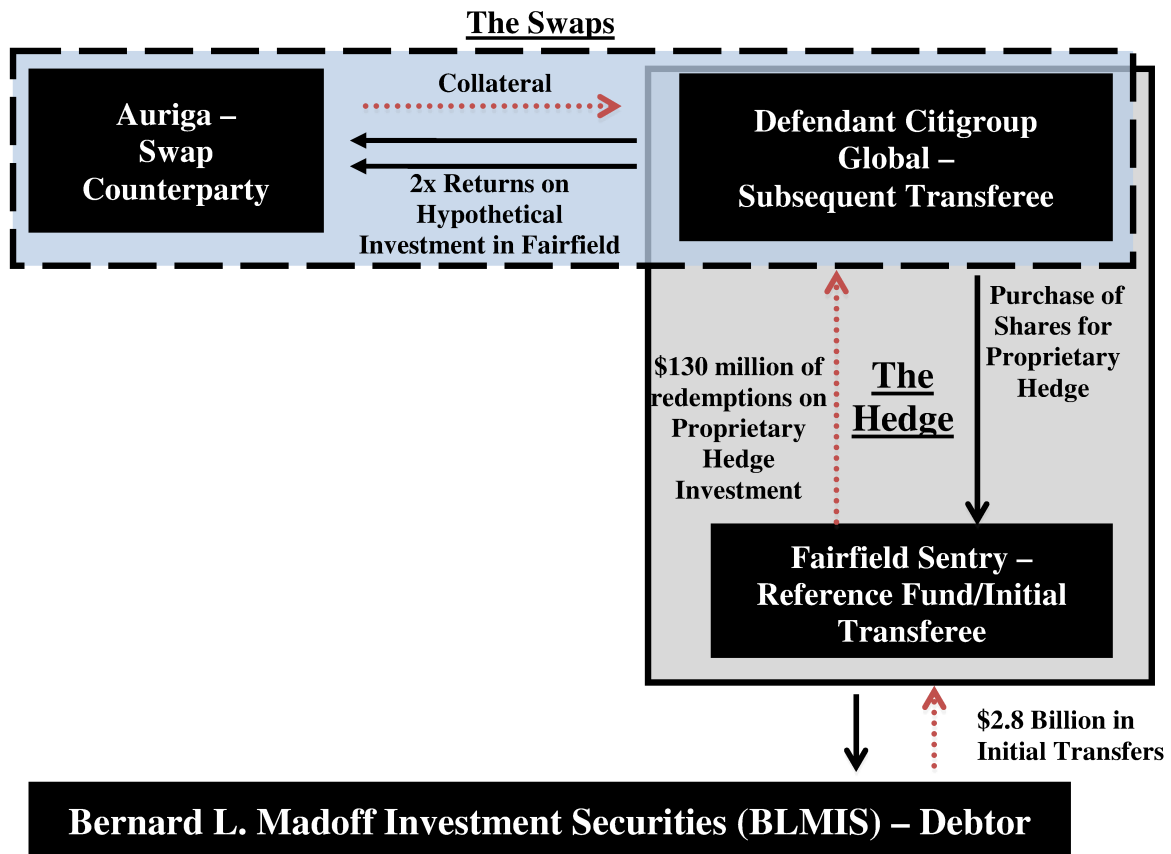 The Swaps
Auriga –
Swap
Counterparty
Collateral
2x Returns on
Hypothetical
Investment in Fairfield
Defendant Citigroup
Global –
Subsequent Transferee
$130 million of
redemptions on
Proprietary
Hedge
Investment
The
Hedge
Purchase of
Shares for
Proprietary
Hedge
Fairfield Sentry –
Reference Fund/Initial
Transferee
$2.8 Billion in
Initial Transfers
Bernard L. Madoff Investment Securities (BLMIS) – Debtor